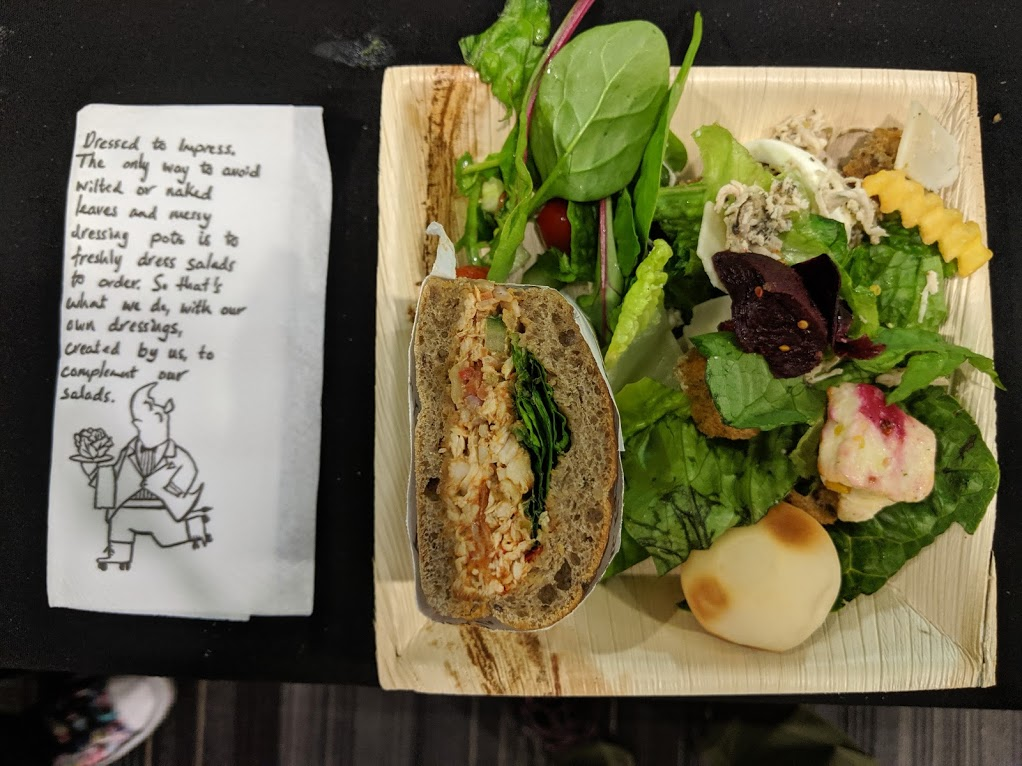 Dressed to Impress.
The only way to avoid
wilted or naked
leaves and messy
dressing pots is to
freshly dress salads
to order. So that's
what we do, with our
own dressings,
created by us, to
complement our
salads.